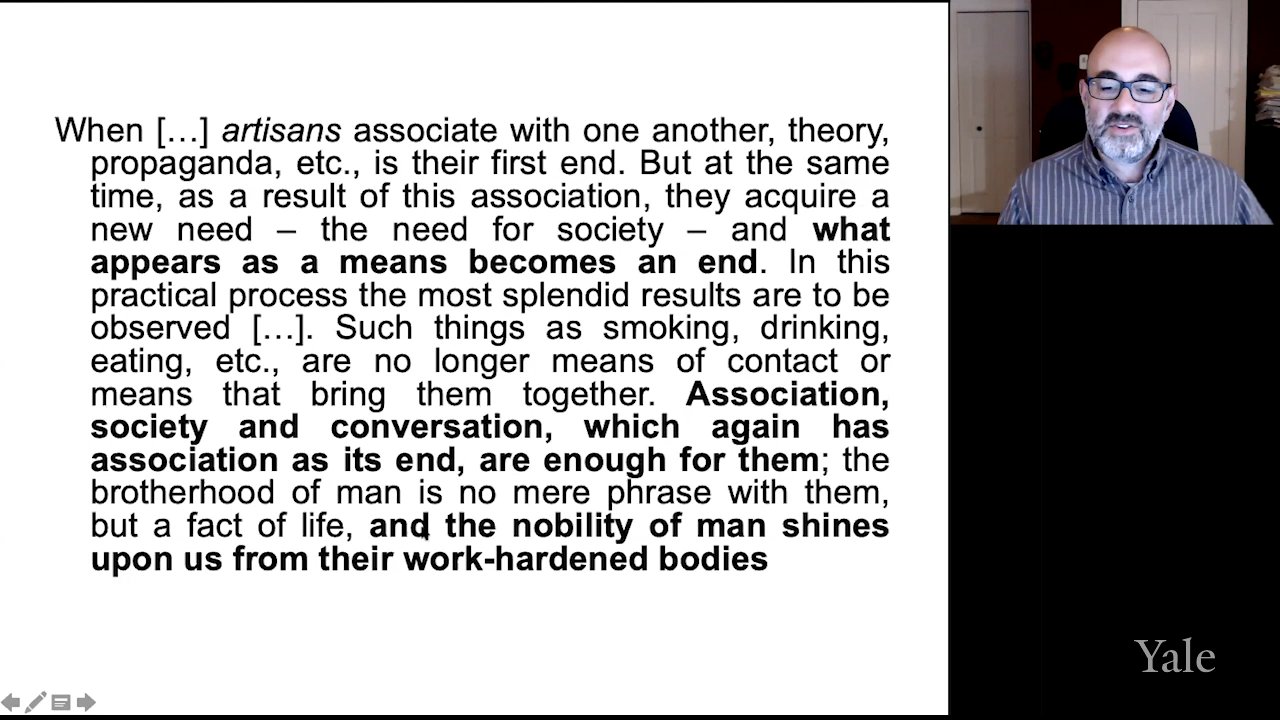 When […] artisans associate with one another, theory,
propaganda, etc., is their first end. But at the same
time, as a result of this association, they acquire a
new need – the need for society – and what
appears as a means becomes an end. In this
practical process the most splendid results are to be
observed […]. Such things as smoking, drinking,
eating, etc., are no longer means of contact or
means that bring them together. Association,
society and conversation, which again has
association as its end, are enough for them; the
brotherhood of man is no mere phrase with them,
but a fact of life, and the nobility of man shines
upon us from their work-hardened bodies
Yale